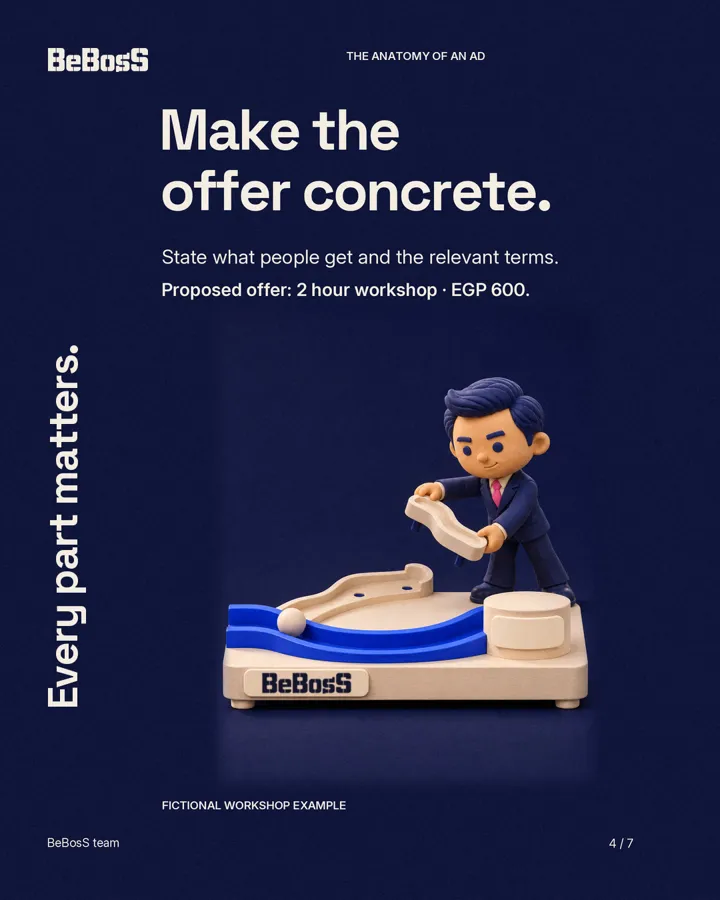 BeBosS
THE ANATOMY OF AN AD
Make the
offer concrete.
State what people get and the relevant terms.
Proposed offer: 2 hour workshop · EGP 600.
Every part matters.
BeBosS
FICTIONAL WORKSHOP EXAMPLE
BeBosS team
4 / 7